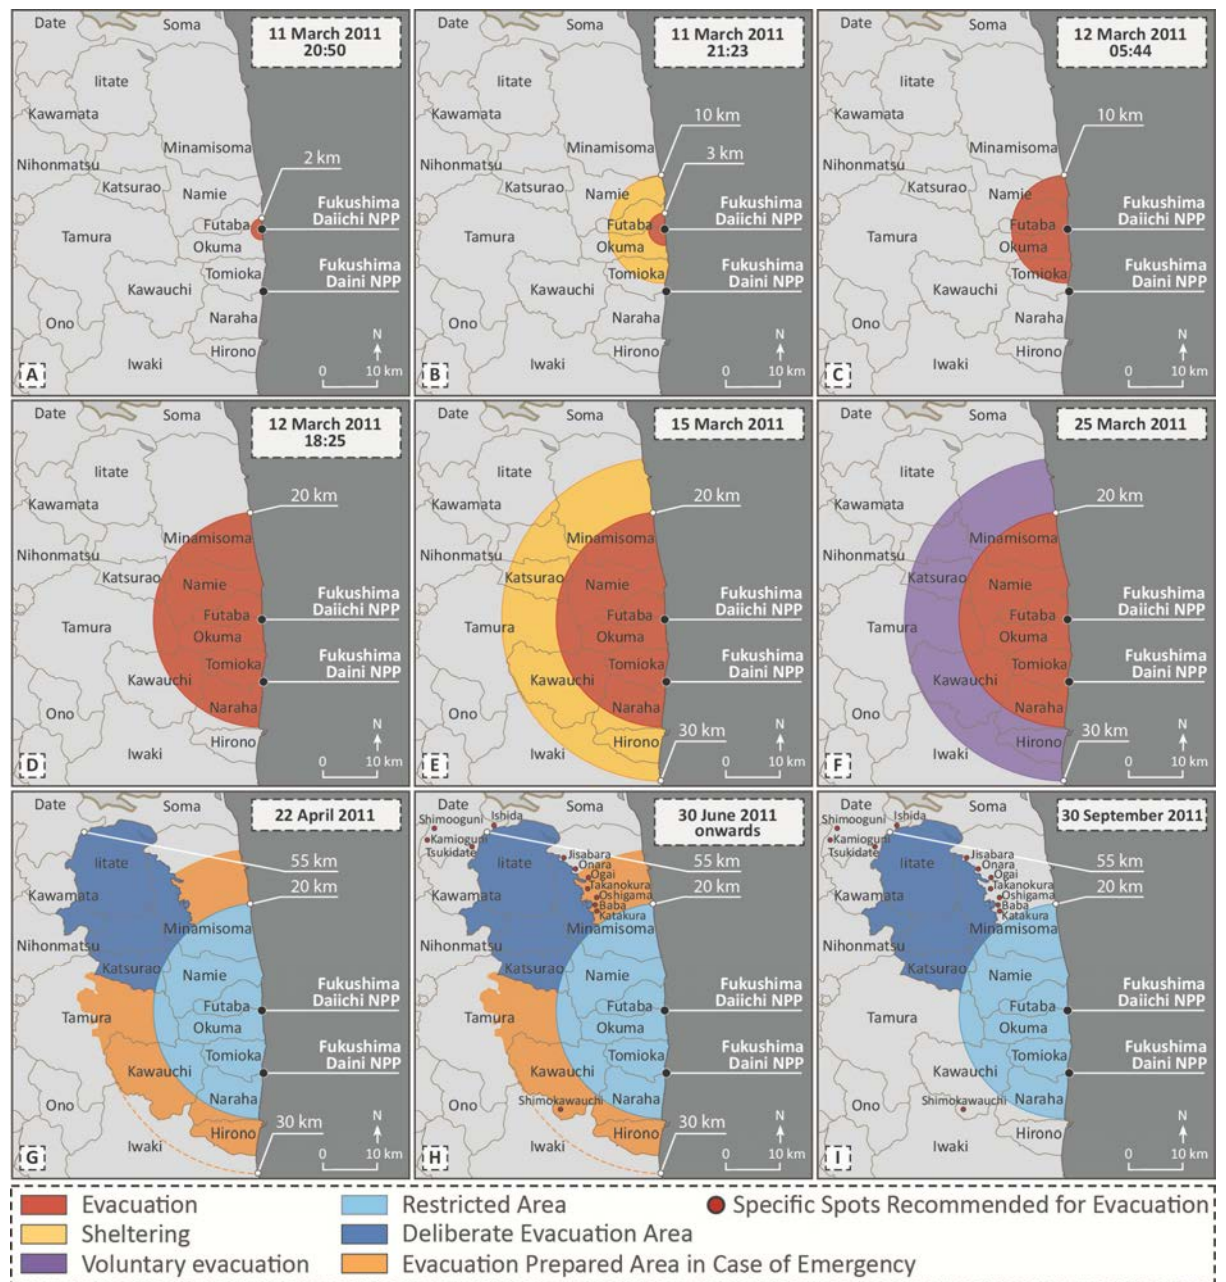 Date
Soma
11 March 2011
20:50
Iitate
Kawamata
Minamisoma
Nihonmatsu
2 km
Katsurao
Namie
Fukushima
Daiichi NPP
Futaba
Tamura
Okuma
Tomioka
Fukushima
Daini NPP
Kawauchi
Ono
Naraha
Hirono
Iwaki
N
0 10 km
A
Date
Soma
11 March 2011
21:23
Iitate
10 km
Kawamata
Minamisoma
3 km
Nihonmatsu
Katsurao
Namie
Fukushima
Daiichi NPP
Futaba
Tamura
Okuma
Tomioka
Fukushima
Daini NPP
Kawauchi
Ono
Naraha
Hirono
Iwaki
N
0 10 km
B
Date
Soma
12 March 2011
05:44
Iitate
10 km
Kawamata
Minamisoma
Nihonmatsu
Katsurao
Namie
Fukushima
Daiichi NPP
Futaba
Tamura
Okuma
Tomioka
Fukushima
Daini NPP
Kawauchi
Ono
Naraha
Hirono
Iwaki
N
0 10 km
C
Date
Soma
12 March 2011
18:25
Iitate
20 km
Kawamata
Minamisoma
Nihonmatsu
Katsurao
Namie
Fukushima
Daiichi NPP
Futaba
Tamura
Okuma
Tomioka
Fukushima
Daini NPP
Kawauchi
Ono
Naraha
Hirono
Iwaki
N
0 10 km
D
Date
Soma
15 March 2011
Iitate
20 km
Kawamata
Minamisoma
Nihonmatsu
Katsurao
Namie
Fukushima
Daiichi NPP
Futaba
Tamura
Okuma
Tomioka
Fukushima
Daini NPP
Kawauchi
Ono
Naraha
Hirono
30 km
Iwaki
N
0 10 km
E
Date
Soma
25 March 2011
Iitate
20 km
Kawamata
Minamisoma
Nihonmatsu
Katsurao
Namie
Fukushima
Daiichi NPP
Futaba
Tamura
Okuma
Tomioka
Fukushima
Daini NPP
Kawauchi
Ono
Naraha
Hirono
30 km
Iwaki
N
0 10 km
F
Date
Soma
22 April 2011
Iitate
55 km
20 km
Kawamata
Minamisoma
Nihonmatsu
Katsurao
Namie
Fukushima
Daiichi NPP
Futaba
Tamura
Okuma
Tomioka
Fukushima
Daini NPP
Kawauchi
Ono
Naraha
Hirono
30 km
Iwaki
N
0 10 km
G
Date
Ishida
Soma
30 June 2011
onwards
Shimooguni
Kamioguni
Tsukidate
Iitate
Jisabara
Onara
Ogai
Takanokura
Oshigama
Baba
Katakura
55 km
20 km
Kawamata
Minamisoma
Nihonmatsu
Katsurao
Namie
Fukushima
Daiichi NPP
Futaba
Tamura
Okuma
Tomioka
Fukushima
Daini NPP
Kawauchi
Ono
Naraha
Shimokawauchi
Hirono
30 km
Iwaki
N
0 10 km
H
Date
Ishida
Soma
30 September 2011
Shimooguni
Kamioguni
Tsukidate
Iitate
Jisabara
Onara
Ogai
Takanokura
Oshigama
Baba
Katakura
55 km
20 km
Kawamata
Minamisoma
Nihonmatsu
Katsurao
Namie
Fukushima
Daiichi NPP
Futaba
Tamura
Okuma
Tomioka
Fukushima
Daini NPP
Kawauchi
Ono
Naraha
Shimokawauchi
Hirono
Iwaki
N
0 10 km
I
Evacuation
Sheltering
Voluntary evacuation
Restricted Area
Deliberate Evacuation Area
Evacuation Prepared Area in Case of Emergency
Specific Spots Recommended for Evacuation